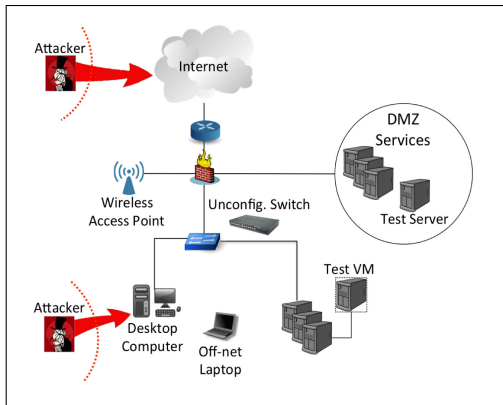 Attacker
Internet
DMZ
Services
Test Server
Wireless
Access Point
Unconfig. Switch
Test VM
Attacker
Desktop
Computer
Off-net
Laptop